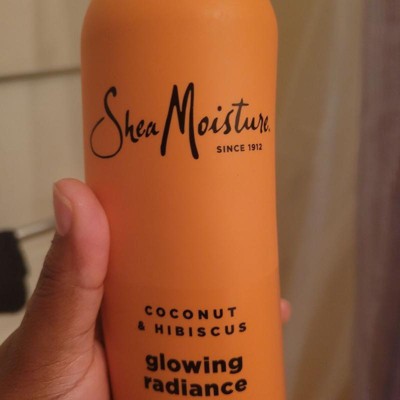 SheaMoisture.
SINCE 1912
COCONUT
& HIBISCUS
glowing
radiance